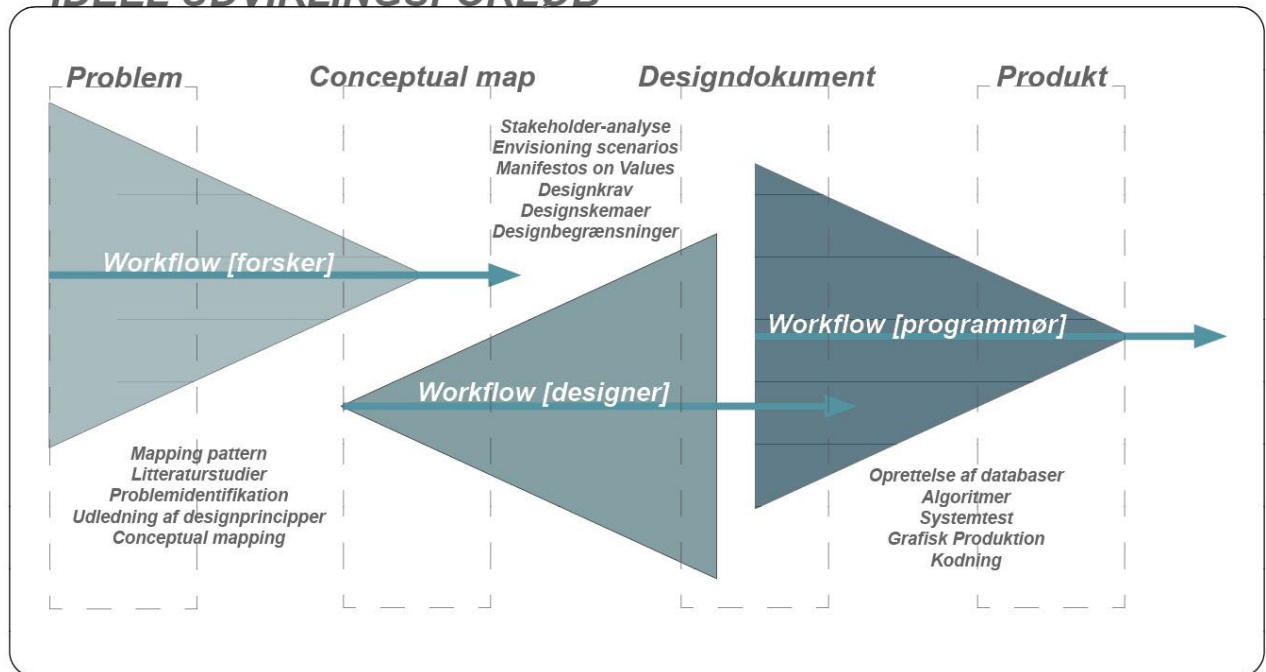 IDEEL UDVIKLINGSFORLØB
Problem
Conceptual map
Designdokument
Produkt
Stakeholder-analyse
Envisioning scenarios
Manifestos on Values
Designkrav
Designskemaer
Designbegrænsninger
Workflow [forsker]
Workflow [programmør]
Workflow [designer]
Mapping pattern
Litteraturstudier
Problemidentifikation
Udledning af designprincipper
Conceptual mapping
Oprettelse af databaser
Algoritmer
Systemtest
Grafisk Produktion
Kodning